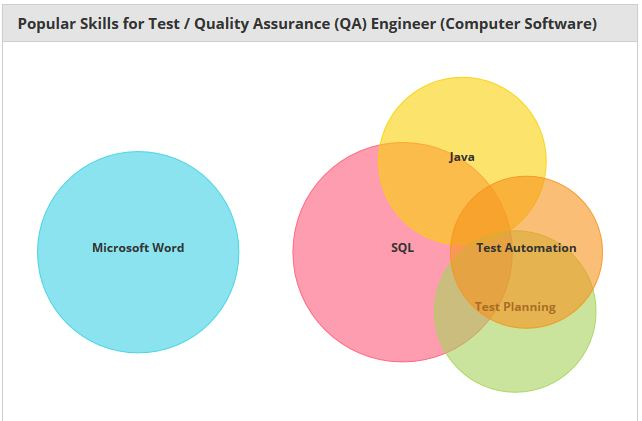 Popular Skills for Test / Quality Assurance (QA) Engineer (Computer Software)
Java
Microsoft Word
SQL
Test Automation
Test Planning